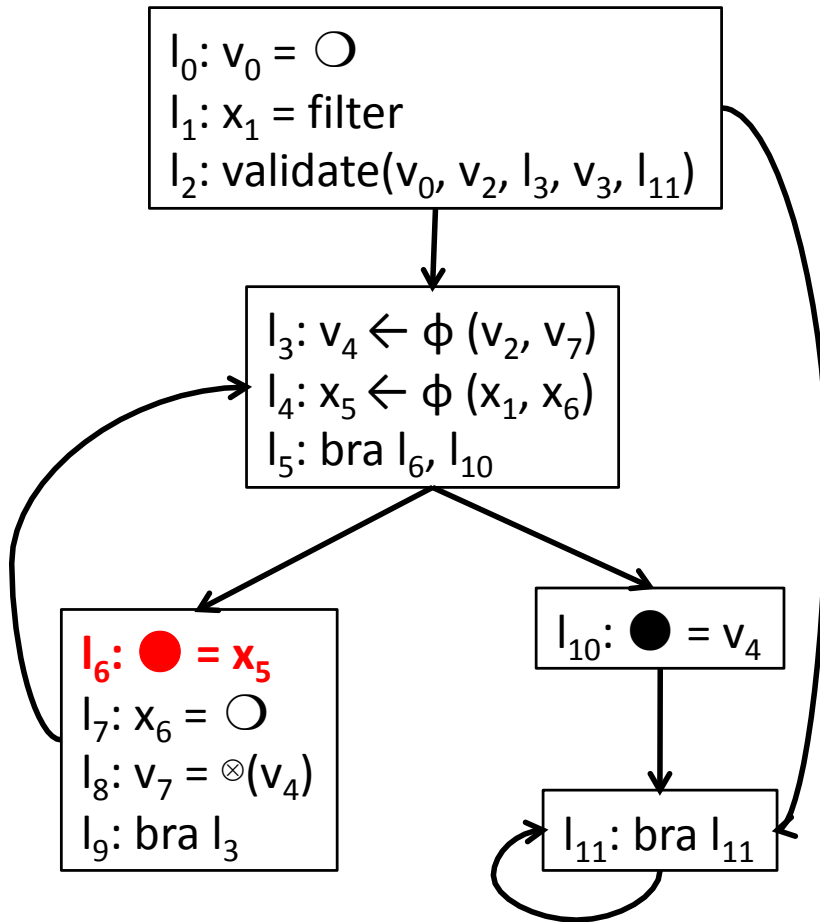 l₀: v₀ = ❍
l₁: x₁ = filter
l₂: validate(v₀, v₂, l₃, v₃, l₁₁)
l₃: v₄ ← ϕ (v₂, v₇)
l₄: x₅ ← ϕ (x₁, x₆)
l₅: bra l₆, l₁₀
l₆: ● = x₅
l₇: x₆ = ❍
l₈: v₇ = ⊗(v₄)
l₉: bra l₃
l₁₀: ● = v₄
l₁₁: bra l₁₁